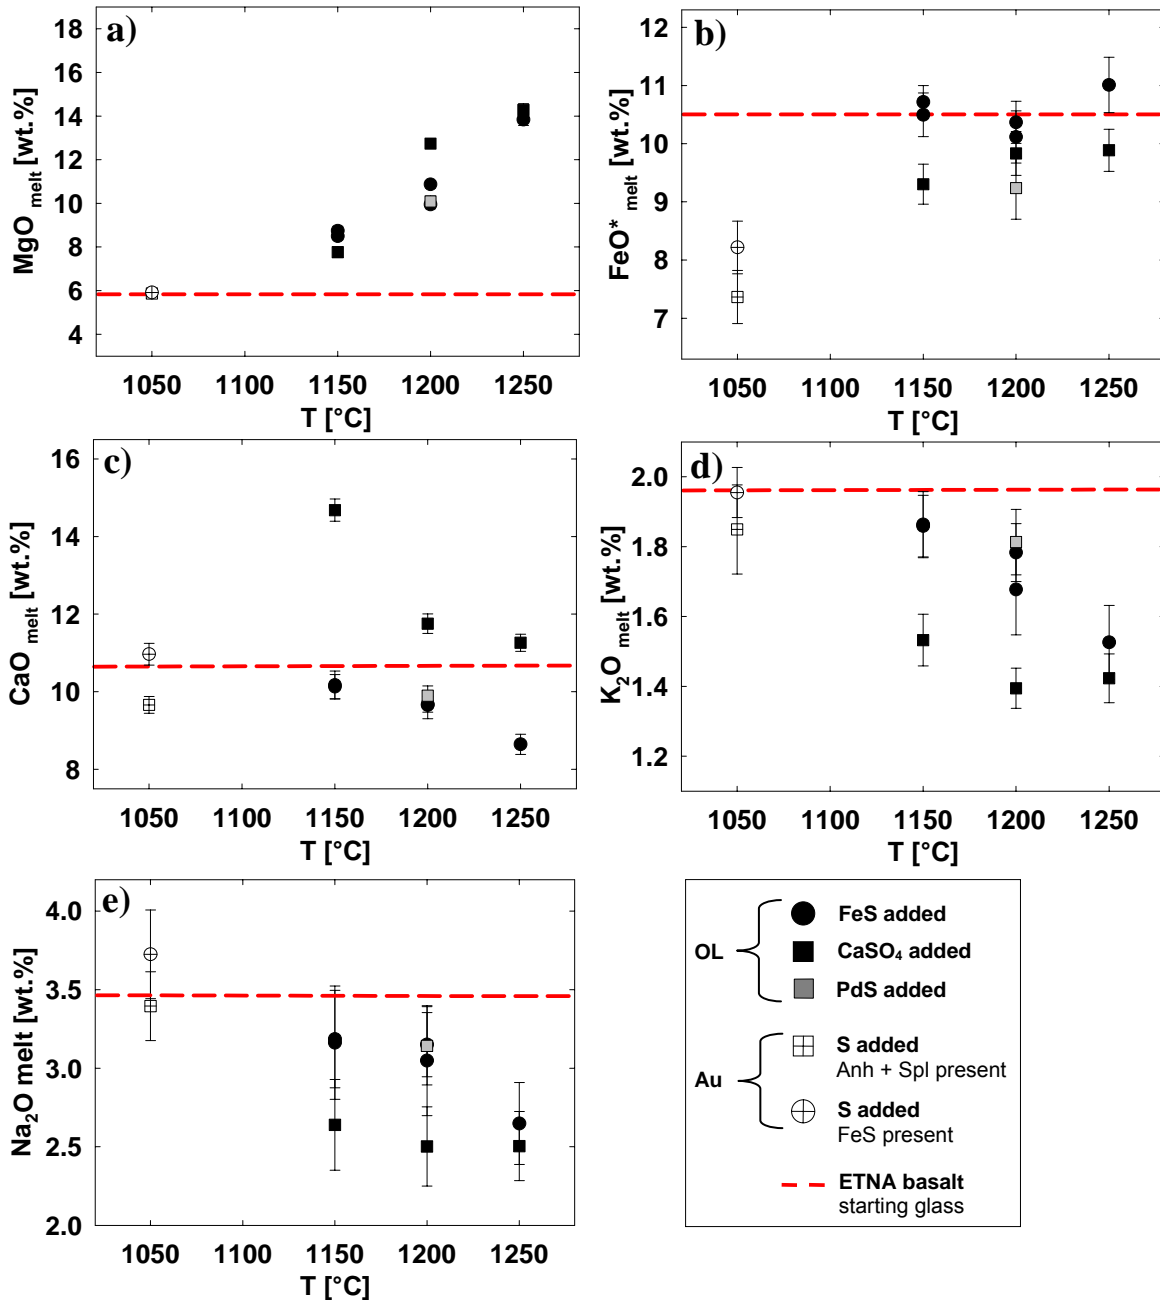 a)
MgO melt [wt.%]
18
16
14
12
10
8
6
4
1050 1100 1150 1200 1250
T [°C]
b)
FeO* melt [wt.%]
12
11
10
9
8
7
1050 1100 1150 1200 1250
T [°C]
c)
CaO melt [wt.%]
16
14
12
10
8
1050 1100 1150 1200 1250
T [°C]
d)
K₂O melt [wt.%]
2.0
1.8
1.6
1.4
1.2
1050 1100 1150 1200 1250
T [°C]
e)
Na₂O melt [wt.%]
4.0
3.5
3.0
2.5
2.0
1050 1100 1150 1200 1250
T [°C]
OL
FeS added
CaSO₄ added
PdS added
Au
S added
Anh + Spl present
S added
FeS present
ETNA basalt
starting glass